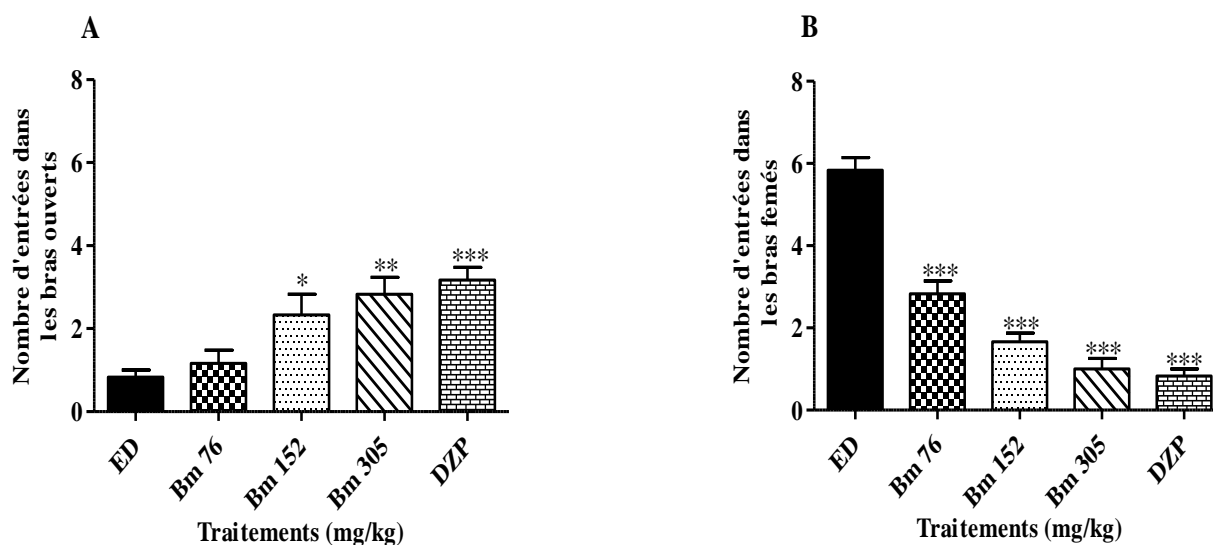 A
Nombre d'entrées dans
les bras ouverts
8
6
4
2
0
*
**
***
ED
Bm 76
Bm 152
Bm 305
DZP
Traitements (mg/kg)
B
Nombre d'entrées dans
les bras femés
8
6
4
2
0
***
***
***
***
ED
Bm 76
Bm 152
Bm 305
DZP
Traitements (mg/kg)